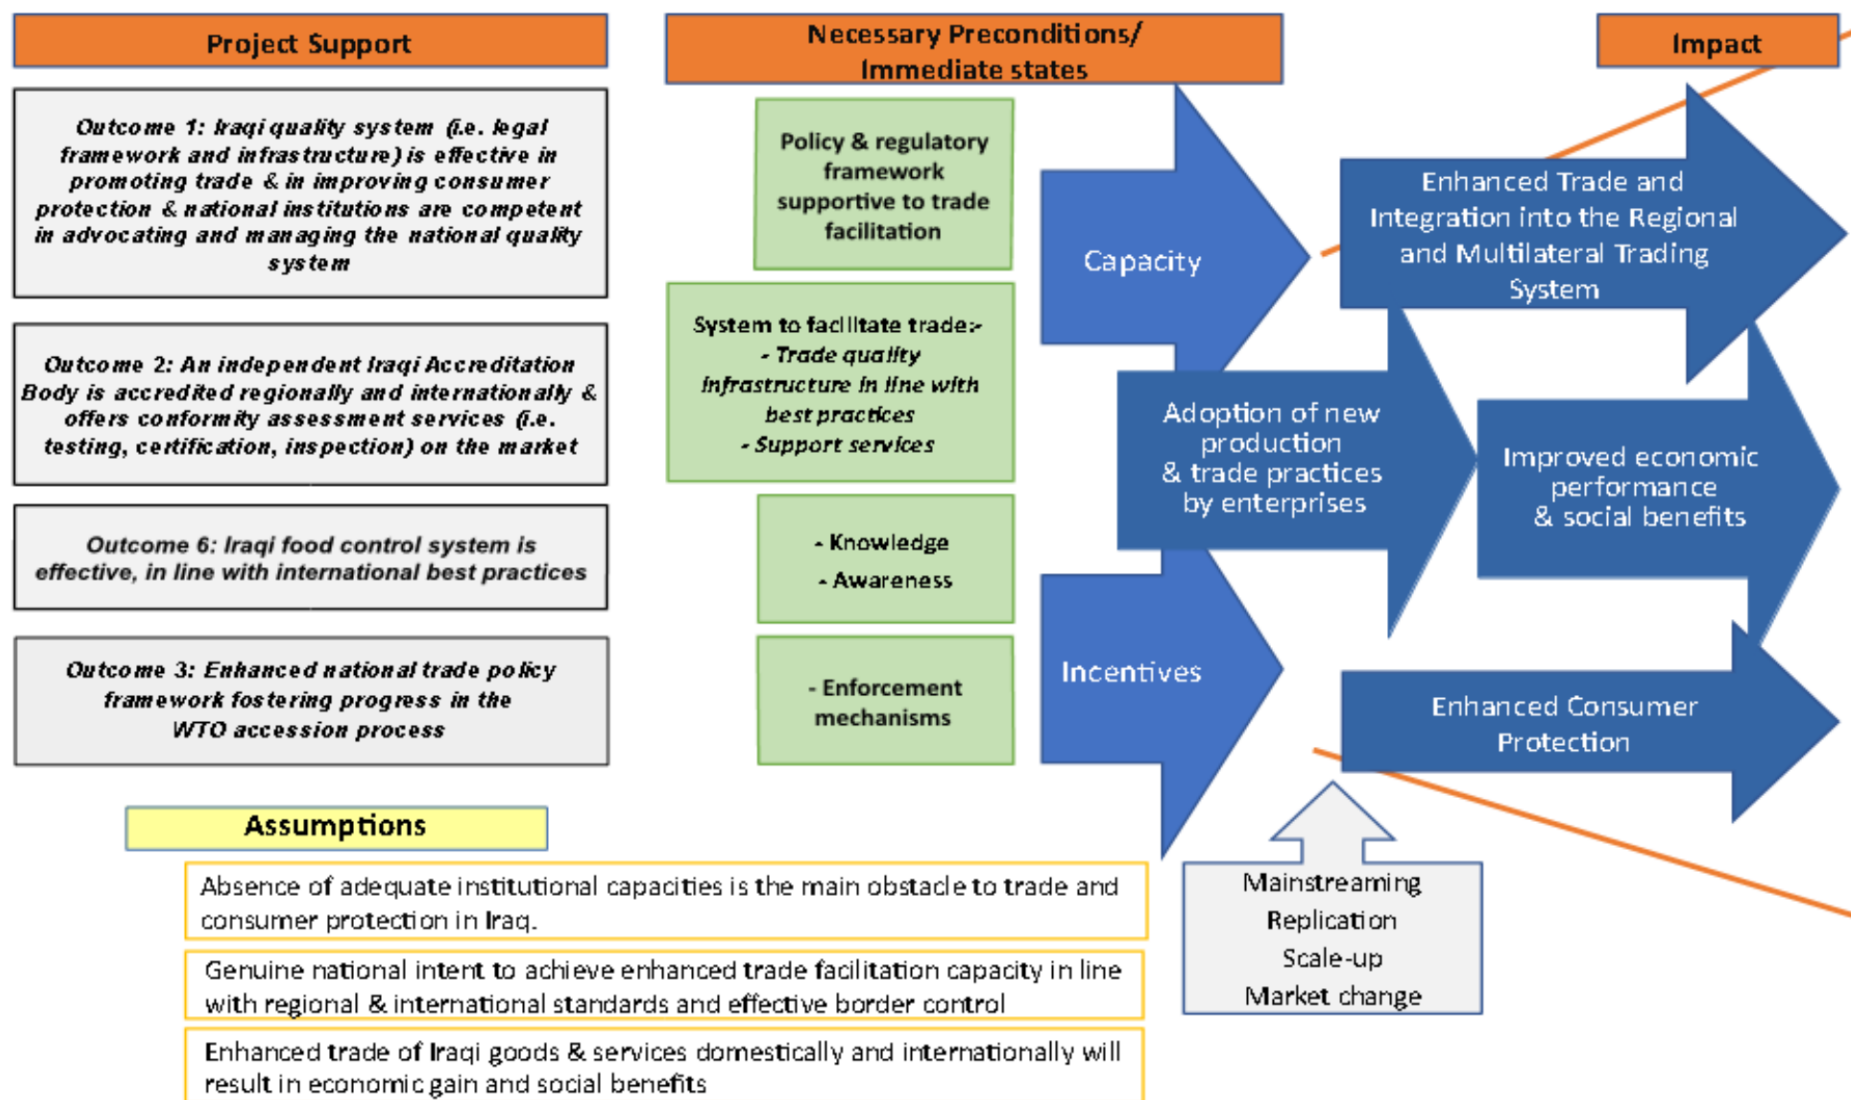 Project Support
Outcome 1: Iraqi quality system (i.e. legal
framework and infrastructure) is effective in
promoting trade & in improving consumer
protection & national institutions are competent
in advocating and managing the national quality
system
Outcome 2: An independent Iraqi Accreditation
Body is accredited regionally and internationally &
offers conformity assessment services (i.e.
testing, certification, inspection) on the market
Outcome 6: Iraqi food control system is
effective, in line with international best practices
Outcome 3: Enhanced national trade policy
framework fostering progress in the
WTO accession process
Necessary Preconditions/
Immediate states
Policy & regulatory
framework
supportive to trade
facilitation
System to facilitate trade:-
- Trade quality
infrastructure in line with
best practices
- Support services
- Knowledge
- Awareness
- Enforcement
mechanisms
Capacity
Adoption of new
production
& trade practices
by enterprises
Incentives
Impact
Enhanced Trade and
Integration into the Regional
and Multilateral Trading
System
Improved economic
performance
& social benefits
Enhanced Consumer
Protection
Mainstreaming
Replication
Scale-up
Market change
Assumptions
Absence of adequate institutional capacities is the main obstacle to trade and
consumer protection in Iraq.
Genuine national intent to achieve enhanced trade facilitation capacity in line
with regional & international standards and effective border control
Enhanced trade of Iraqi goods & services domestically and internationally will
result in economic gain and social benefits